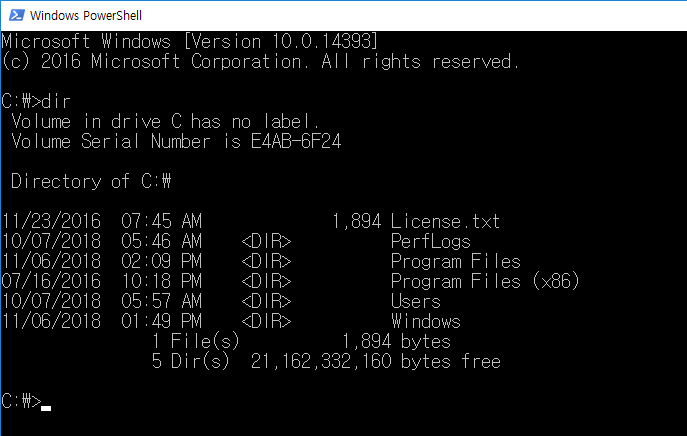 Windows PowerShell
Microsoft Windows [Version 10.0.14393]
(c) 2016 Microsoft Corporation. All rights reserved.
C:₩>dir
Volume in drive C has no label.
Volume Serial Number is E4AB-6F24
Directory of C:₩
11/23/2016  07:45 AM             1,894 License.txt
10/07/2018  05:46 AM    <DIR>          PerfLogs
11/06/2018  02:09 PM    <DIR>          Program Files
07/16/2016  10:18 PM    <DIR>          Program Files (x86)
10/07/2018  05:57 AM    <DIR>          Users
11/06/2018  01:49 PM    <DIR>          Windows
1 File(s)          1,894 bytes
5 Dir(s)  21,162,332,160 bytes free
C:₩>